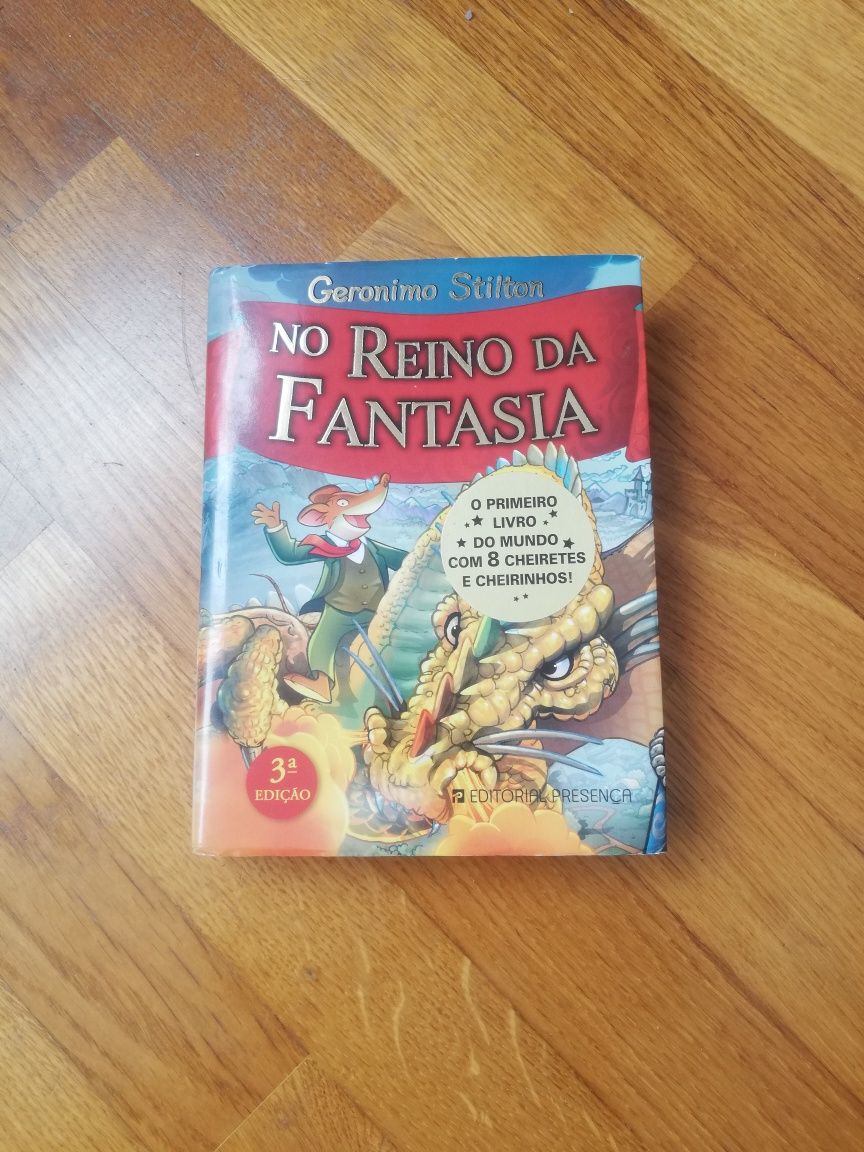 Geronimo Stilton
NO REINO DA
FANTASIA
O PRIMEIRO
LIVRO
DO MUNDO
COM 8 CHEIRETES
E CHEIRINHOS!
3ª
EDIÇÃO
EDITORIAL PRESENÇA